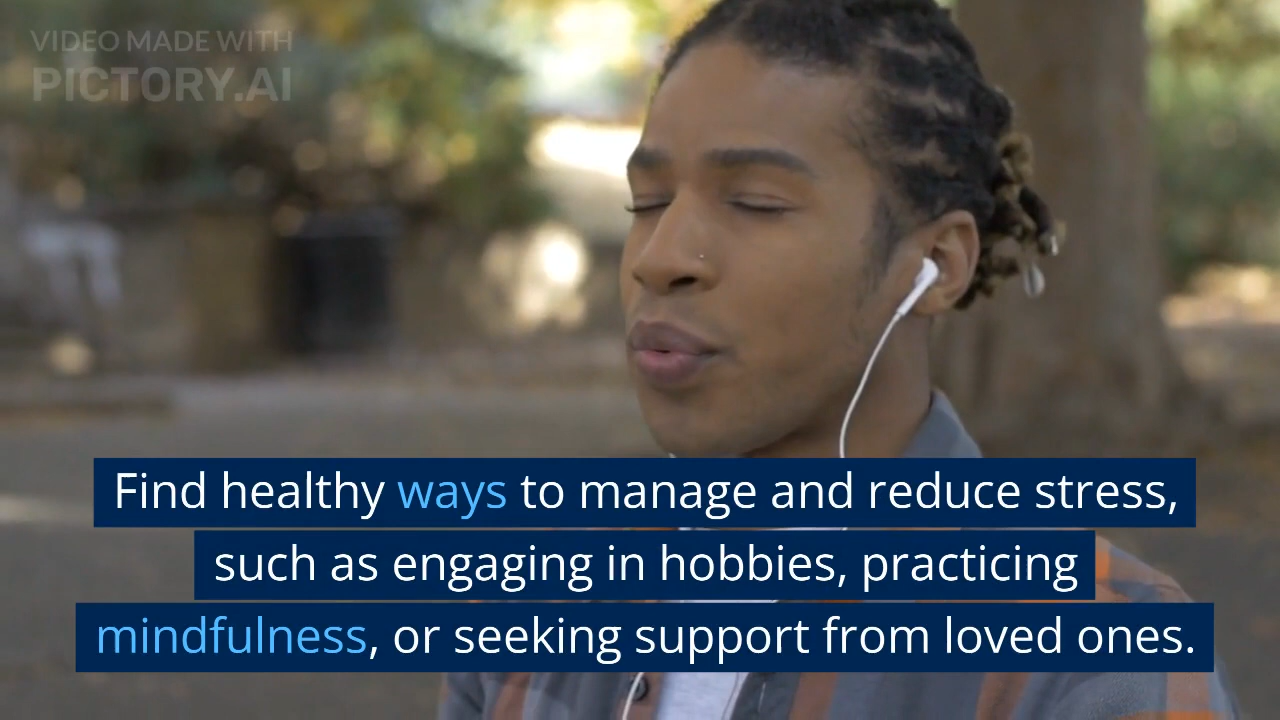 VIDEO MADE WITH
PICTORY.AI
Find healthy ways to manage and reduce stress,
such as engaging in hobbies, practicing
mindfulness, or seeking support from loved ones.